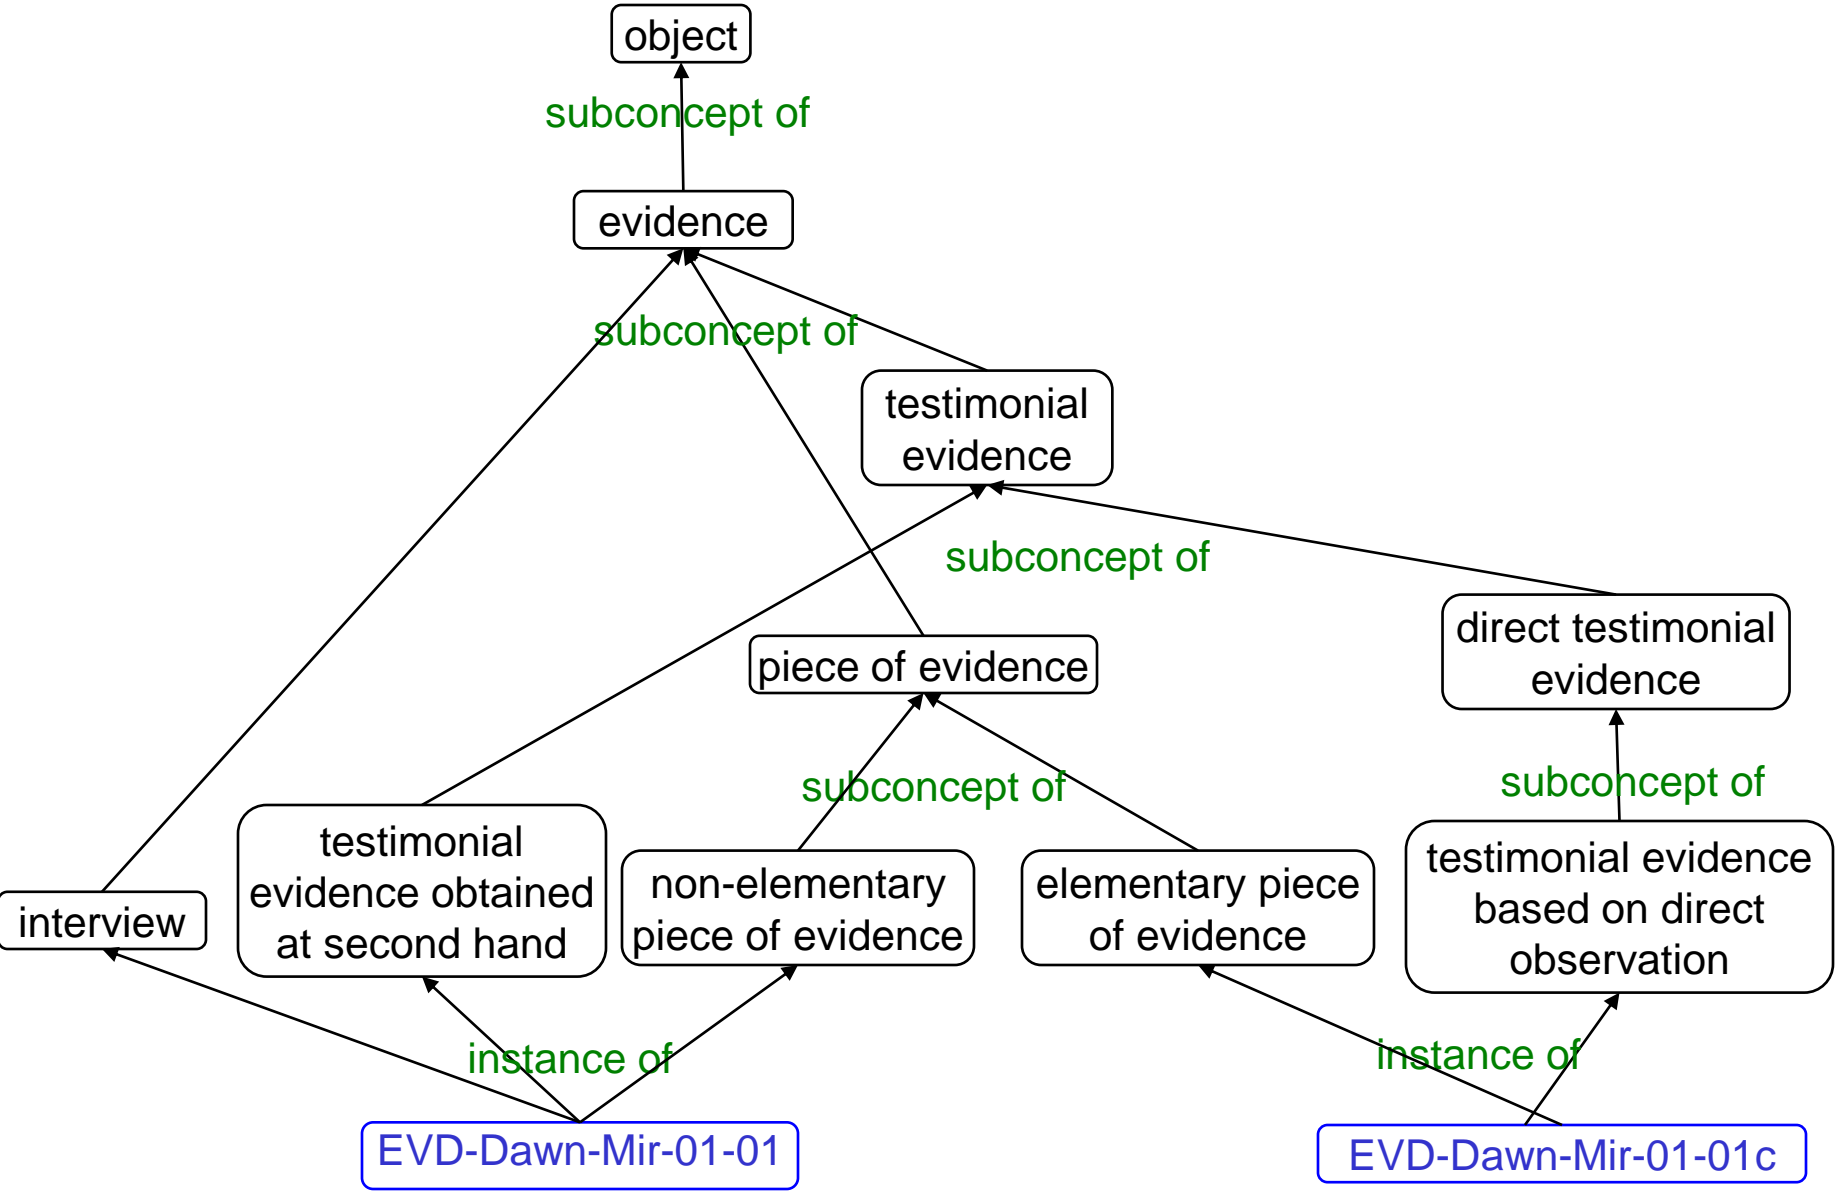 object
subconcept of
evidence
subconcept of
testimonial
evidence
subconcept of
direct testimonial
evidence
piece of evidence
subconcept of
subconcept of
testimonial
evidence obtained
at second hand
non-elementary
piece of evidence
elementary piece
of evidence
testimonial evidence
based on direct
observation
interview
instance of
instance of
EVD-Dawn-Mir-01-01
EVD-Dawn-Mir-01-01c